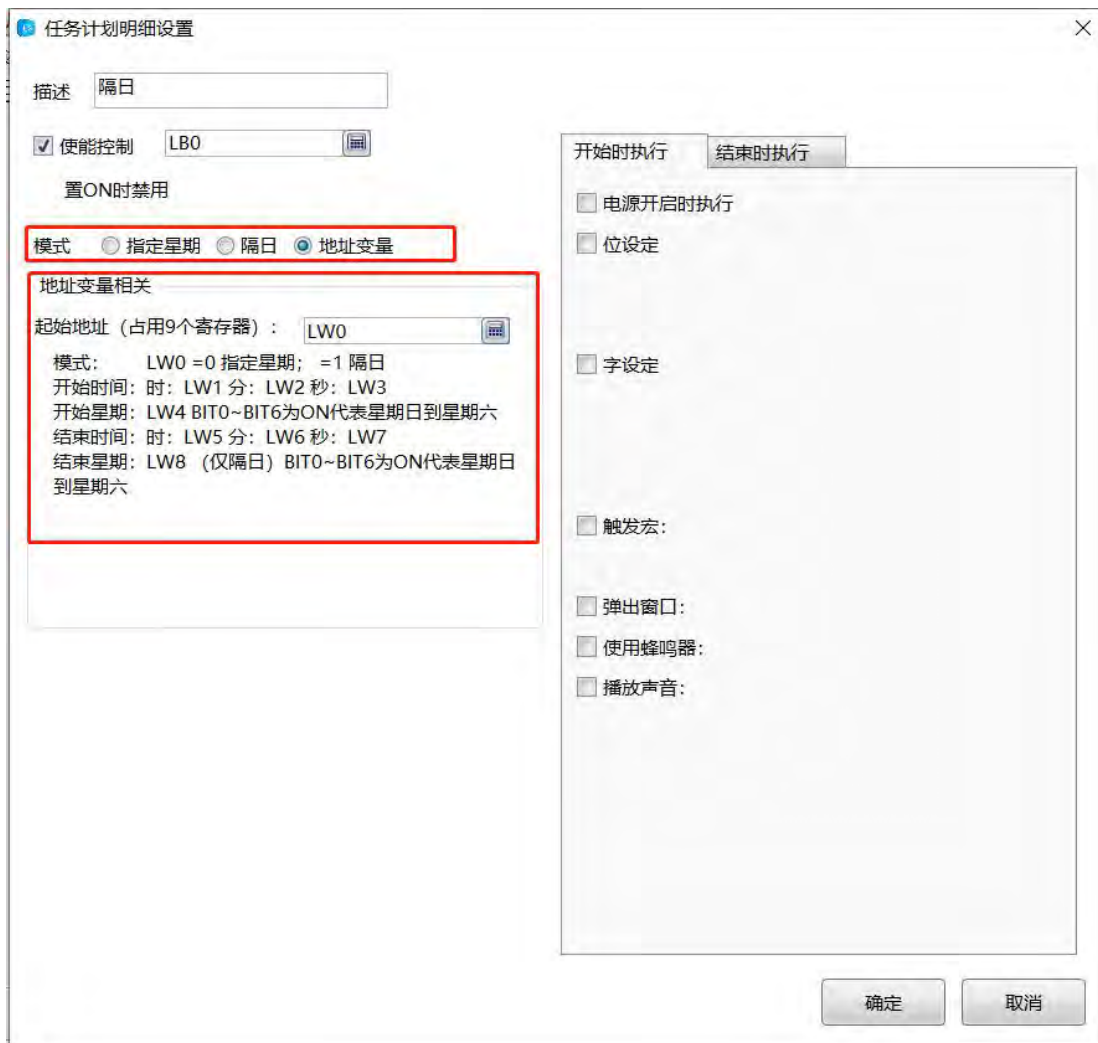 任务计划明细设置
描述 隔日
使能控制 LB0
置ON时禁用
模式 指定星期 隔日 地址变量
地址变量相关
起始地址（占用9个寄存器）： LW0
模式： LW0 =0 指定星期； =1 隔日
开始时间：时：LW1 分：LW2 秒：LW3
开始星期：LW4 BIT0~BIT6为ON代表星期日到星期六
结束时间：时：LW5 分：LW6 秒：LW7
结束星期：LW8 （仅隔日）BIT0~BIT6为ON代表星期日
到星期六
开始时执行 结束时执行
电源开启时执行
位设定
字设定
触发宏：
弹出窗口：
使用蜂鸣器：
播放声音：
确定 取消